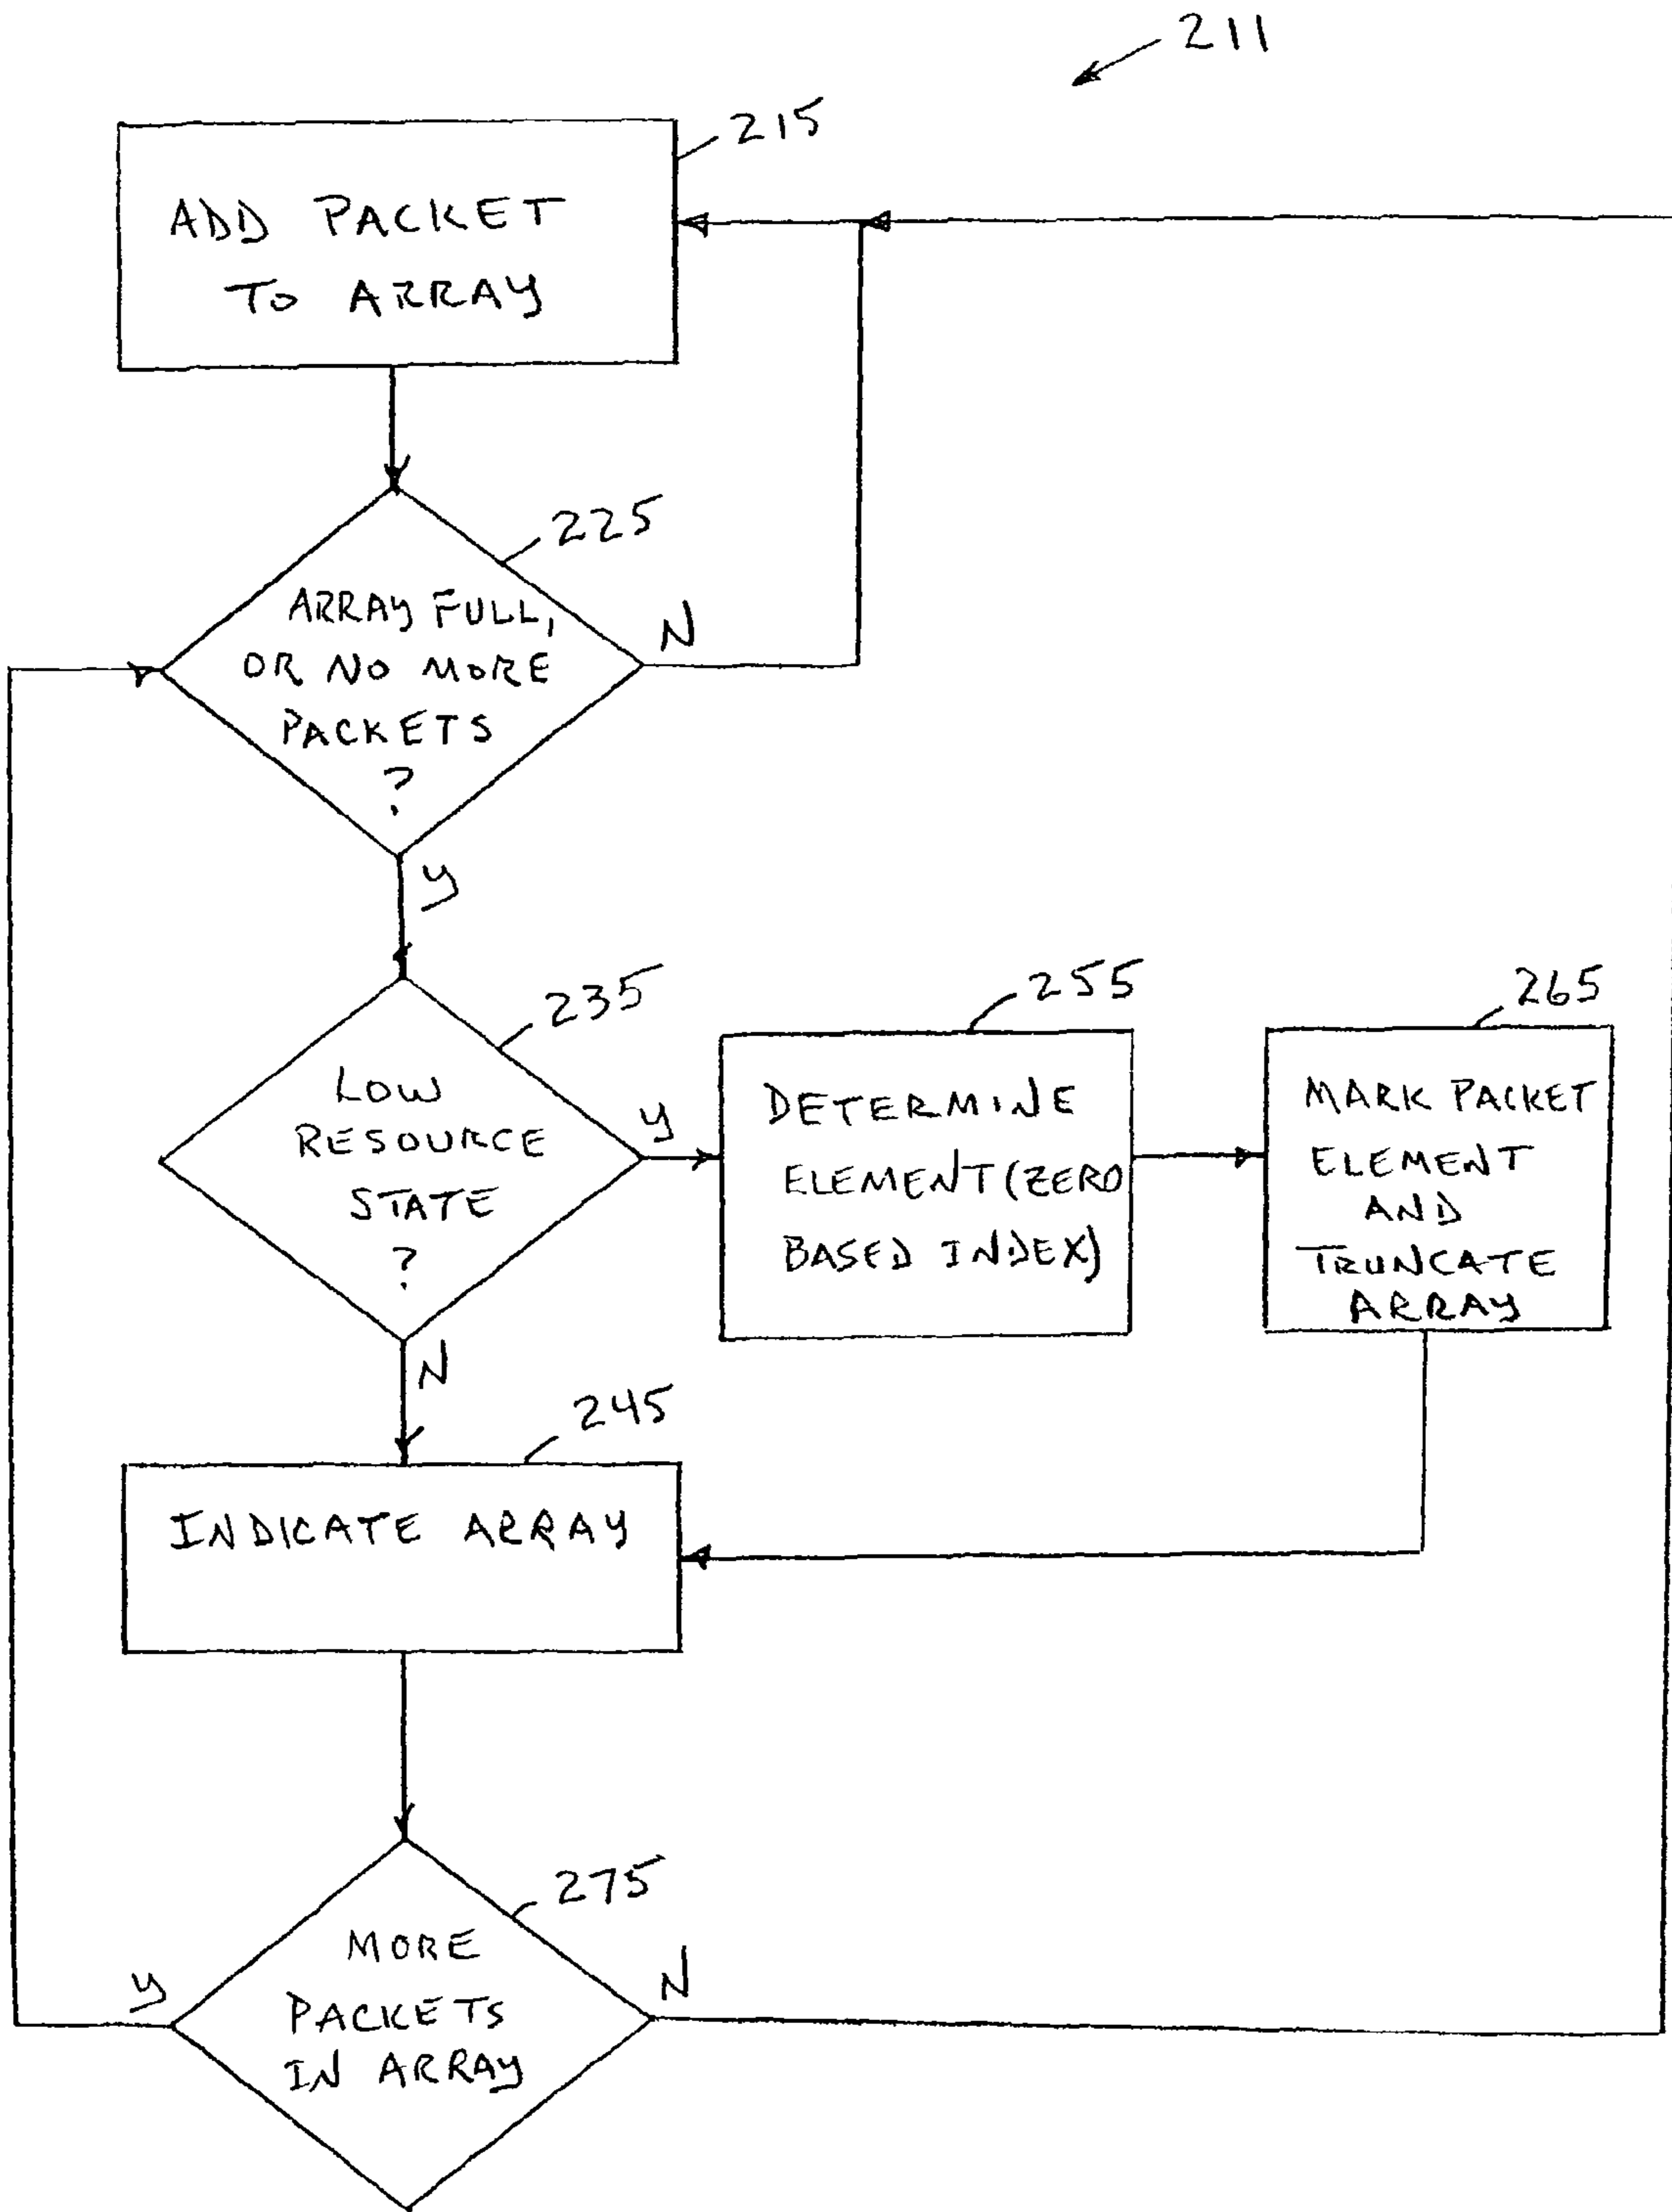 211
215
ADD PACKET
TO ARRAY
225
ARRAY FULL,
OR NO MORE
PACKETS
?
N
Y
235
LOW
RESOURCE
STATE
?
Y
255
DETERMINE
ELEMENT (ZERO
BASED INDEX)
265
MARK PACKET
ELEMENT
AND
TRUNCATE
ARRAY
N
245
INDICATE ARRAY
275
MORE
PACKETS
IN ARRAY
Y
N